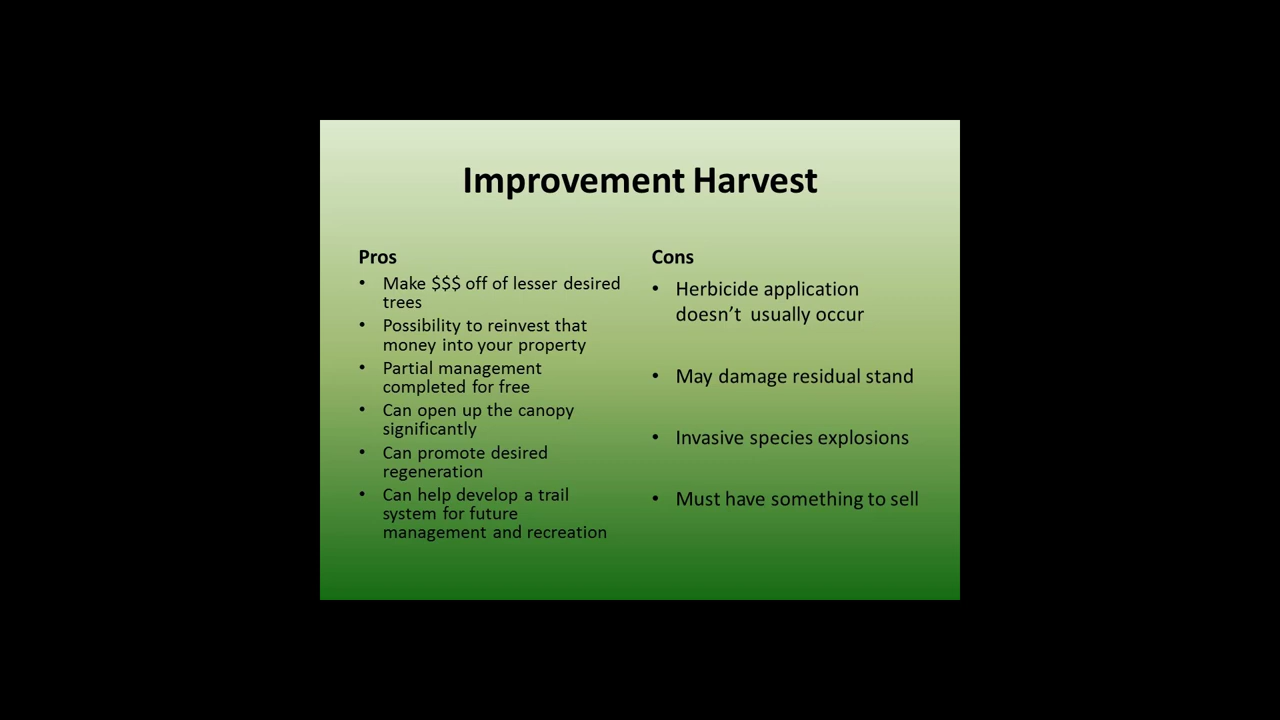 Improvement Harvest
Pros
• Make $$$ off of lesser desired
trees
• Possibility to reinvest that
money into your property
• Partial management
completed for free
• Can open up the canopy
significantly
• Can promote desired
regeneration
• Can help develop a trail
system for future
management and recreation
Cons
• Herbicide application
doesn’t  usually occur
• May damage residual stand
• Invasive species explosions
• Must have something to sell